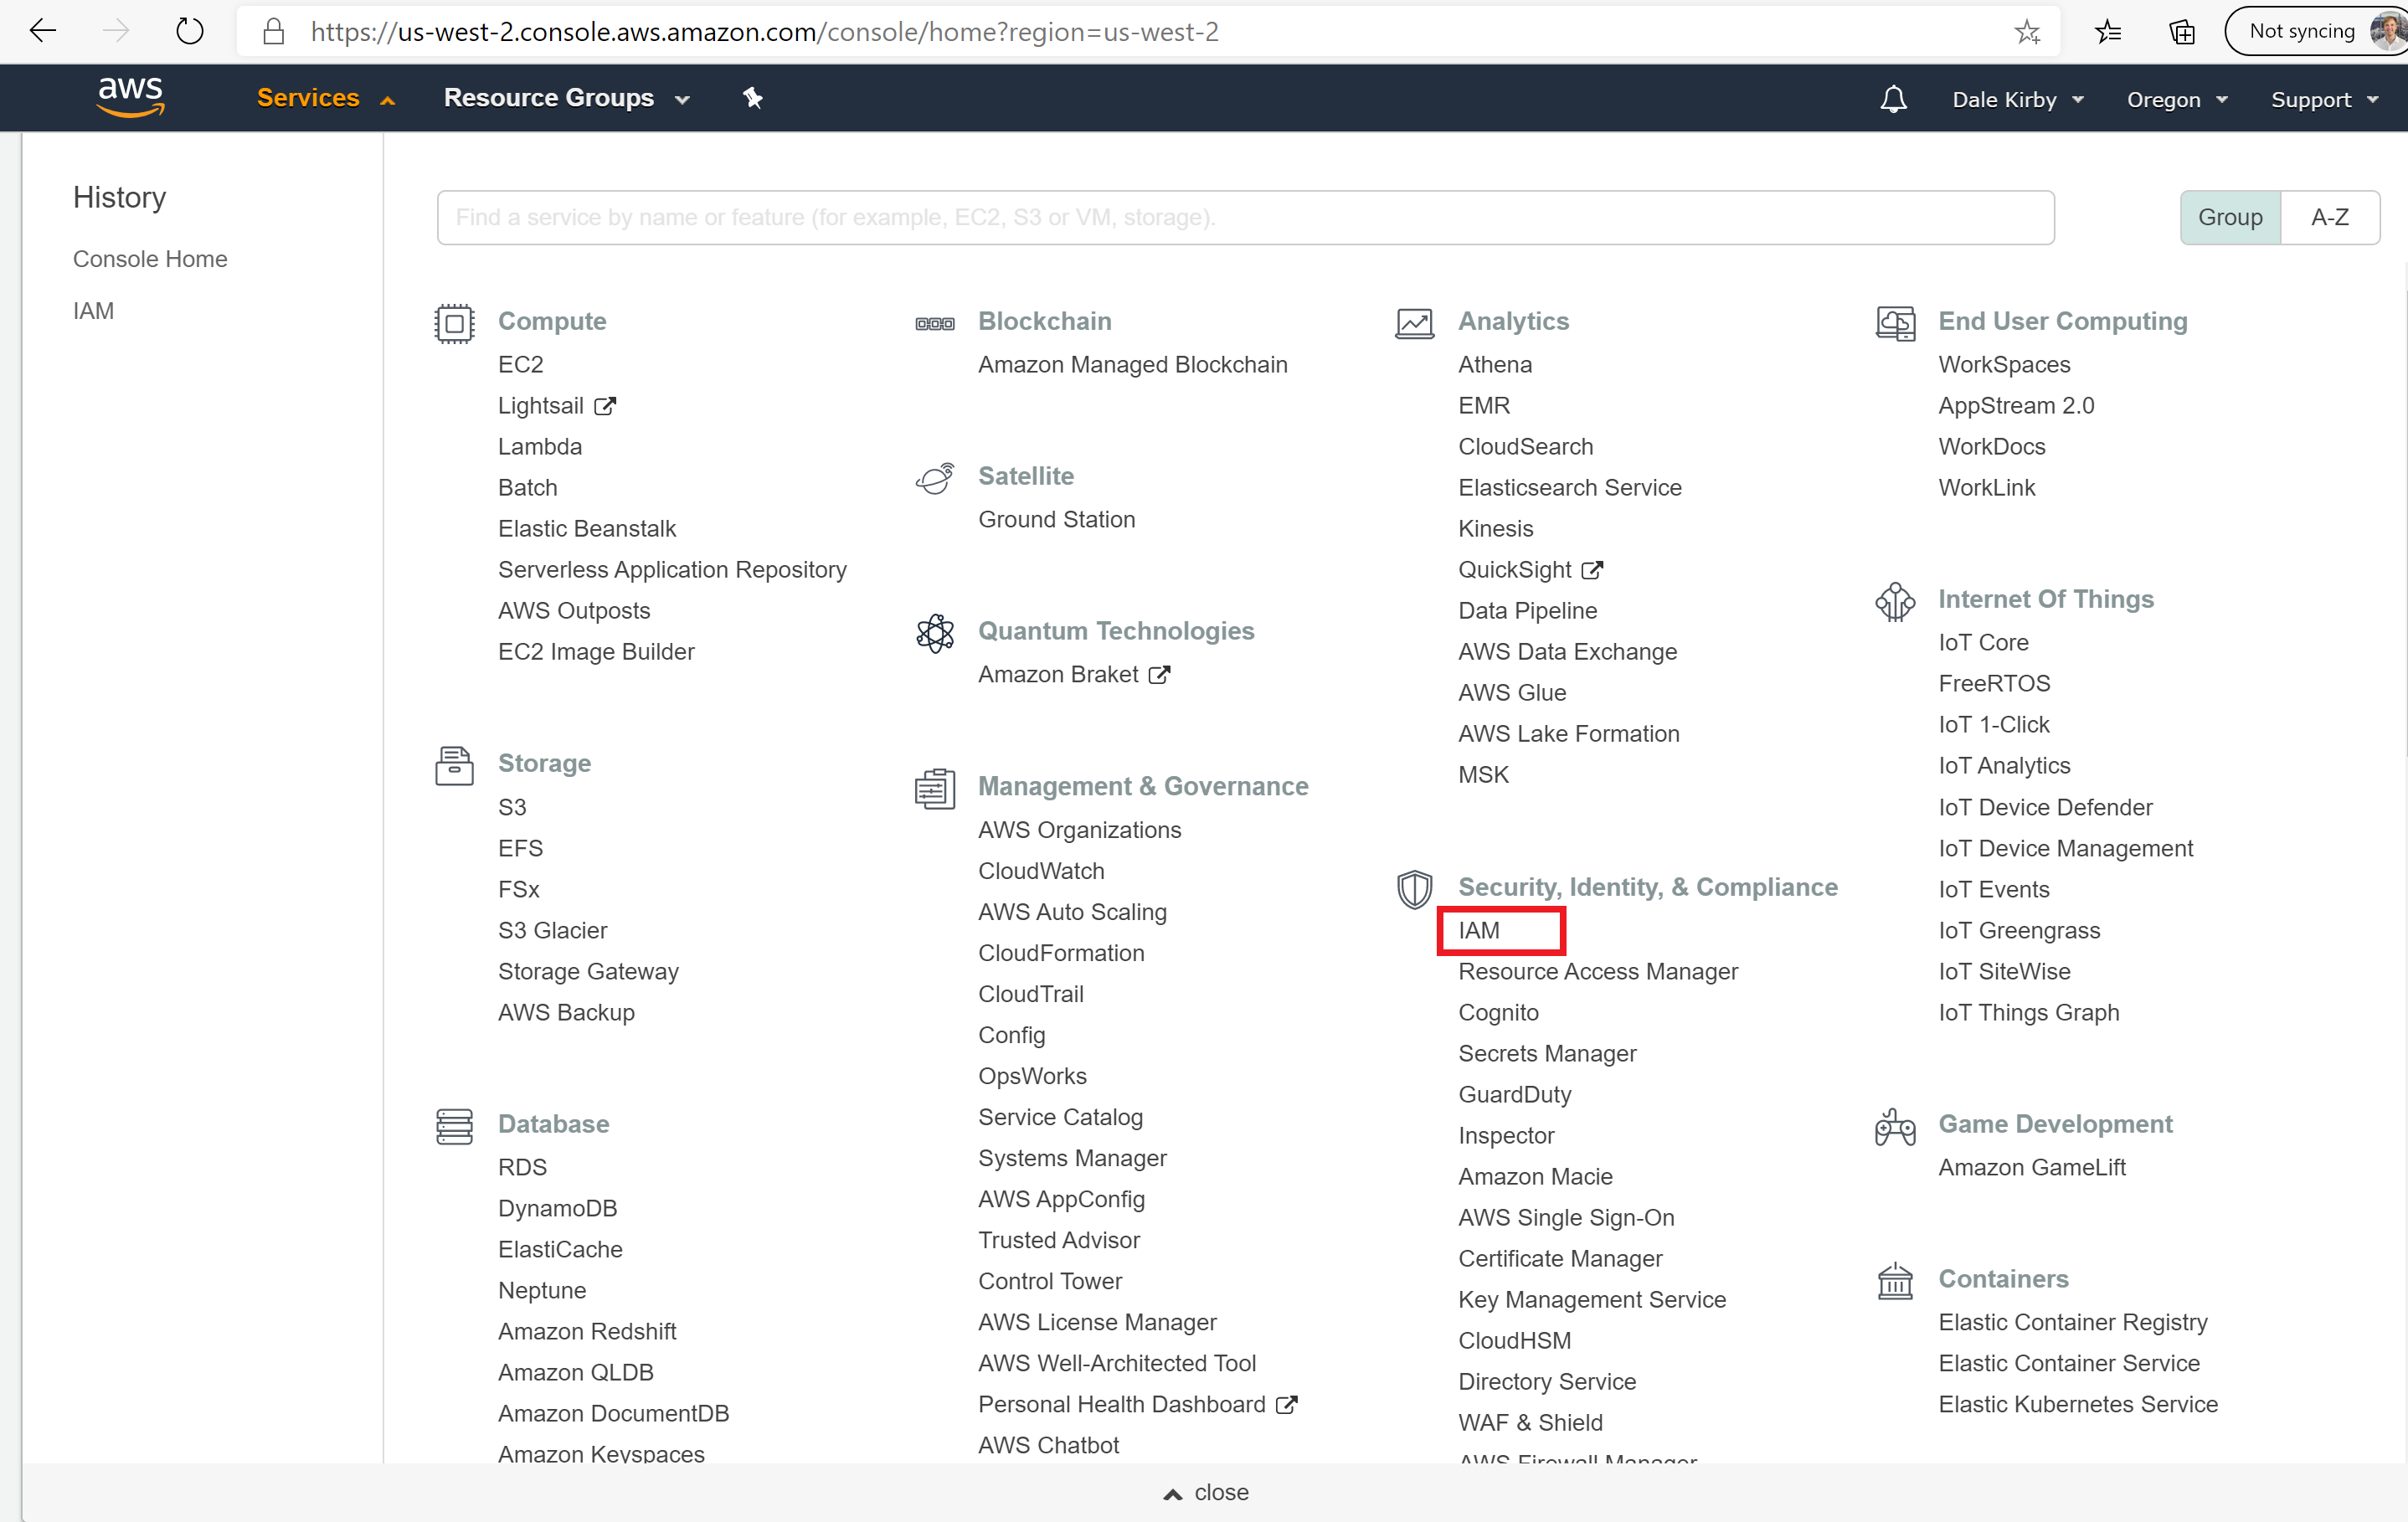 https://us-west-2.console.aws.amazon.com/console/home?region=us-west-2
Not syncing
aws
Services
Resource Groups
Dale Kirby
Oregon
Support
History
Console Home
IAM
Find a service by name or feature (for example, EC2, S3 or VM, storage).
Group
A-Z
Compute
EC2
Lightsail
Lambda
Batch
Elastic Beanstalk
Serverless Application Repository
AWS Outposts
EC2 Image Builder
Storage
S3
EFS
FSx
S3 Glacier
Storage Gateway
AWS Backup
Database
RDS
DynamoDB
ElastiCache
Neptune
Amazon Redshift
Amazon QLDB
Amazon DocumentDB
Amazon Keyspaces
Blockchain
Amazon Managed Blockchain
Satellite
Ground Station
Quantum Technologies
Amazon Braket
Management & Governance
AWS Organizations
CloudWatch
AWS Auto Scaling
CloudFormation
CloudTrail
Config
OpsWorks
Service Catalog
Systems Manager
AWS AppConfig
Trusted Advisor
Control Tower
AWS License Manager
AWS Well-Architected Tool
Personal Health Dashboard
AWS Chatbot
Analytics
Athena
EMR
CloudSearch
Elasticsearch Service
Kinesis
QuickSight
Data Pipeline
AWS Data Exchange
AWS Glue
AWS Lake Formation
MSK
Security, Identity, & Compliance
IAM
Resource Access Manager
Cognito
Secrets Manager
GuardDuty
Inspector
Amazon Macie
AWS Single Sign-On
Certificate Manager
Key Management Service
CloudHSM
Directory Service
WAF & Shield
AWS Firewall Manager
End User Computing
WorkSpaces
AppStream 2.0
WorkDocs
WorkLink
Internet Of Things
IoT Core
FreeRTOS
IoT 1-Click
IoT Analytics
IoT Device Defender
IoT Device Management
IoT Events
IoT Greengrass
IoT SiteWise
IoT Things Graph
Game Development
Amazon GameLift
Containers
Elastic Container Registry
Elastic Container Service
Elastic Kubernetes Service
close